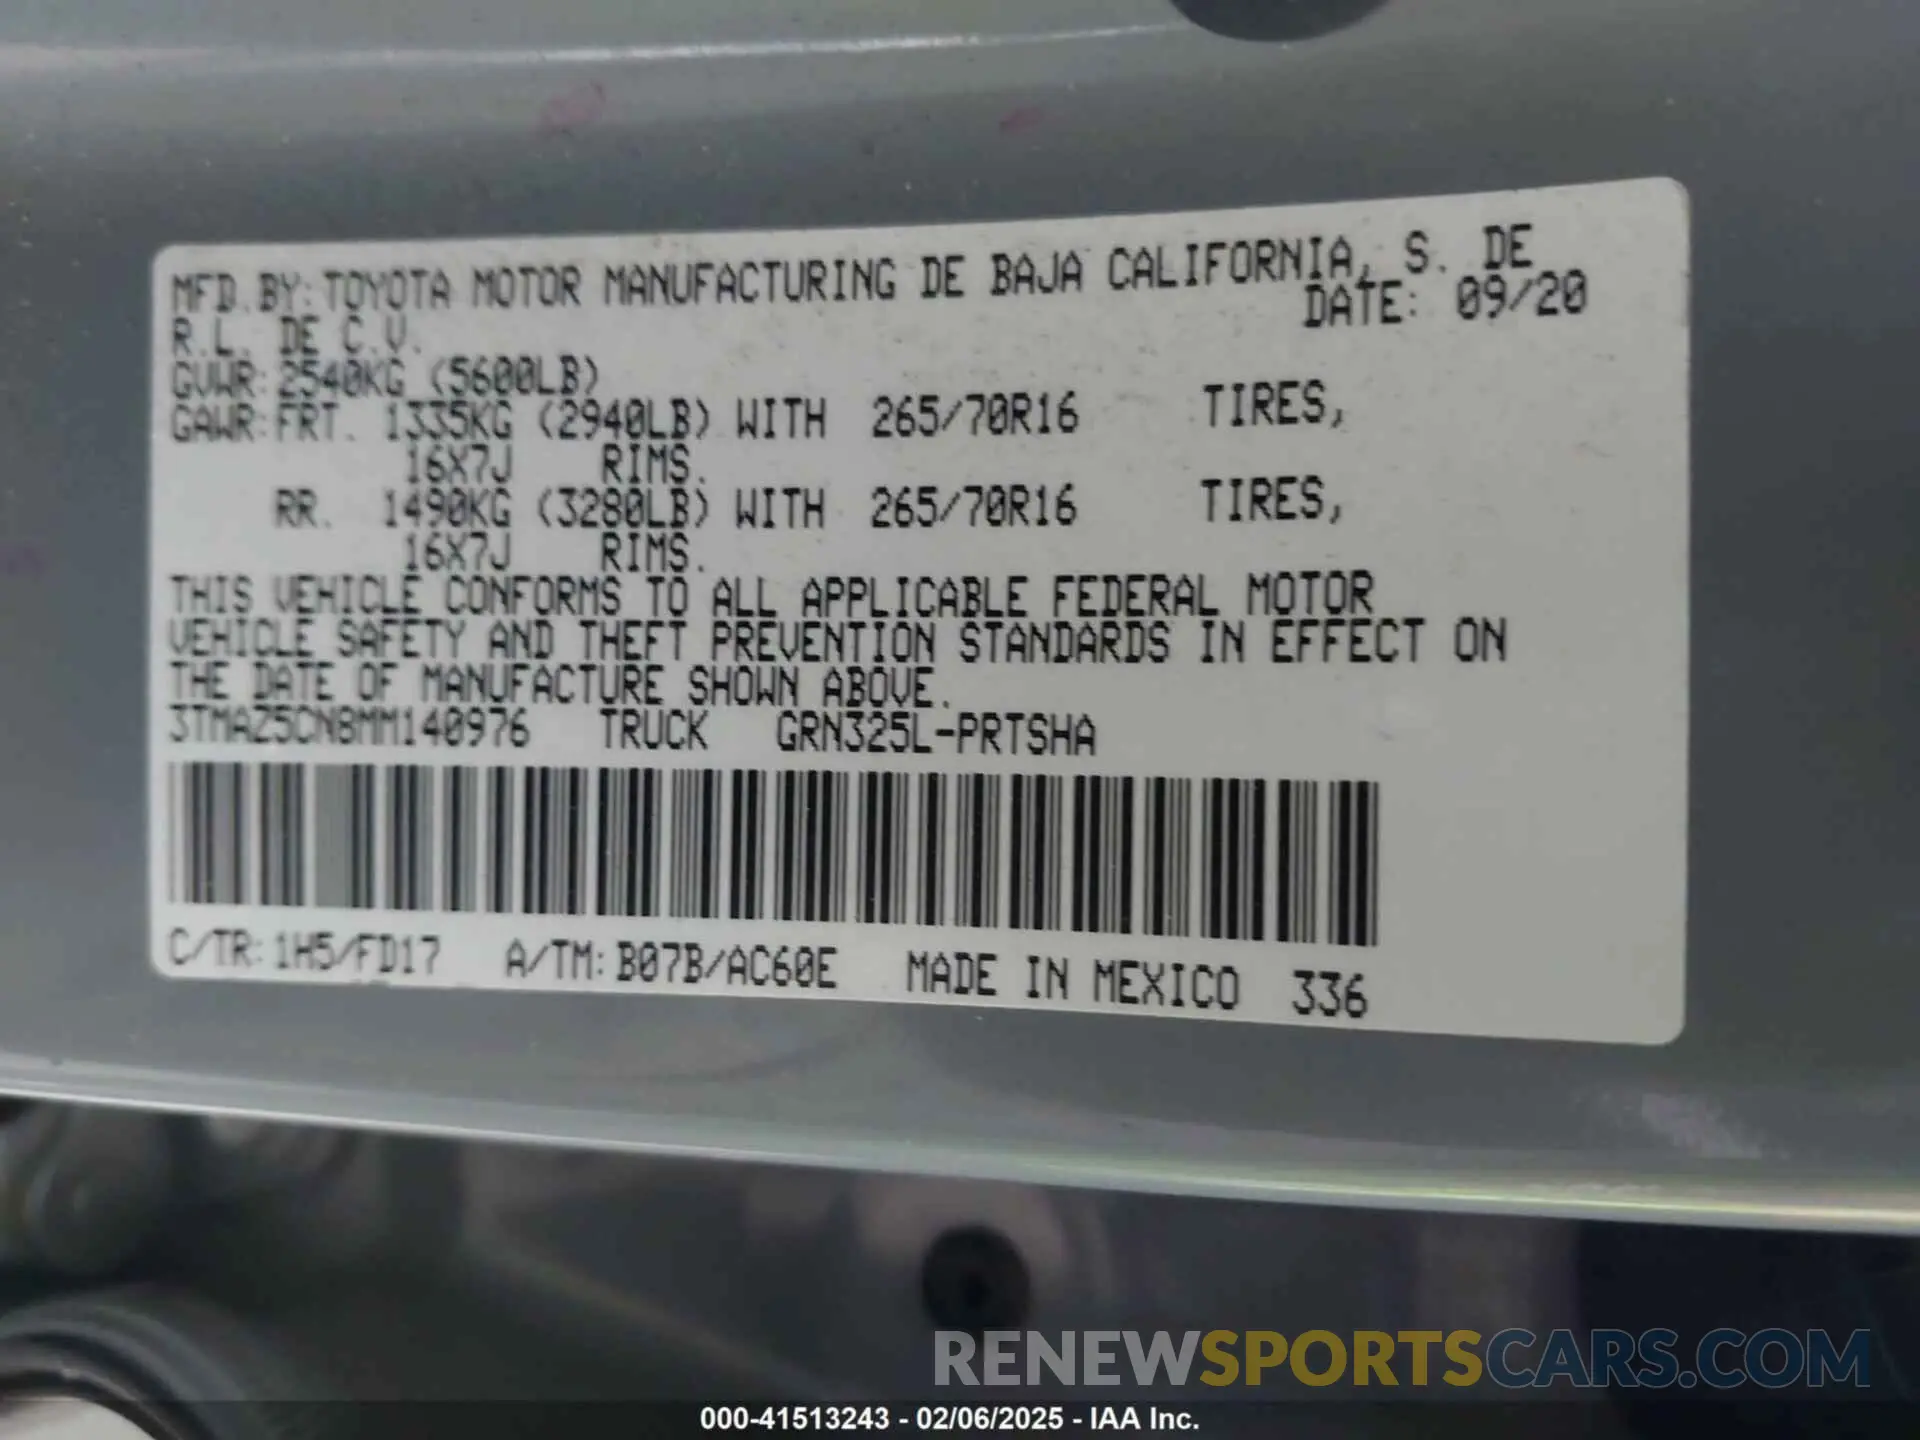 MFD. BY: TOYOTA MOTOR MANUFACTURING DE BAJA CALIFORNIA, S. DE
R.L. DE C.V. DATE: 09/20
GVWR: 2540KG (5600LB)
GAWR: FRT. 1335KG (2940LB) WITH 265/70R16 TIRES,
16X7J RIMS.
RR. 1490KG (3280LB) WITH 265/70R16 TIRES,
16X7J RIMS.
THIS VEHICLE CONFORMS TO ALL APPLICABLE FEDERAL MOTOR
VEHICLE SAFETY AND THEFT PREVENTION STANDARDS IN EFFECT ON
THE DATE OF MANUFACTURE SHOWN ABOVE.
3TMAZ5CN8MM140976 TRUCK GRN325L-PRTSHA
C/TR: 1H5/FD17 A/TM: B07B/AC60E MADE IN MEXICO 336
RENEWSPORTSCARS.COM
000-41513243 - 02/06/2025 - IAA Inc.